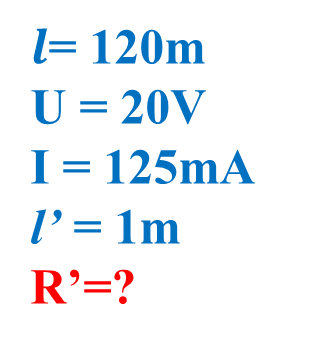 l= 120m
U = 20V
I = 125mA
l’ = 1m
R’=?